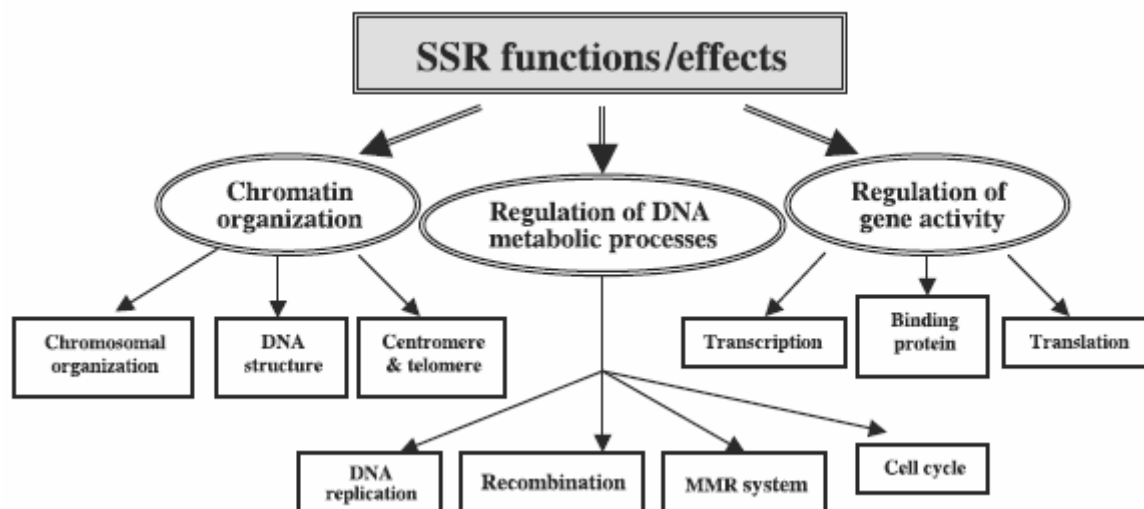 SSR functions/effects
Chromatin
organization
Regulation of DNA
metabolic processes
Regulation of
gene activity
Chromosomal
organization
DNA
structure
Centromere
& telomere
Transcription
Binding
protein
Translation
DNA
replication
Recombination
MMR system
Cell cycle